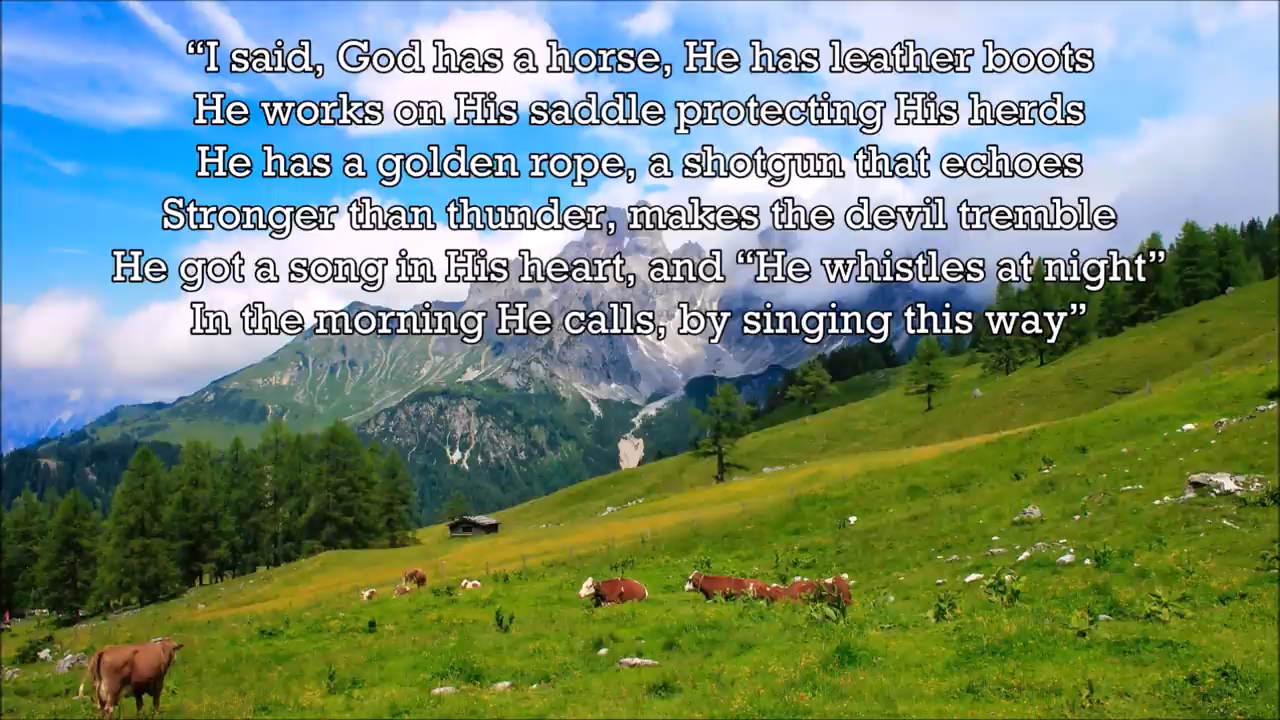 “I said, God has a horse, He has leather boots
He works on His saddle protecting His herds
He has a golden rope, a shotgun that echoes
Stronger than thunder, makes the devil tremble
He got a song in His heart, and “He whistles at night”
In the morning He calls, by singing this way”